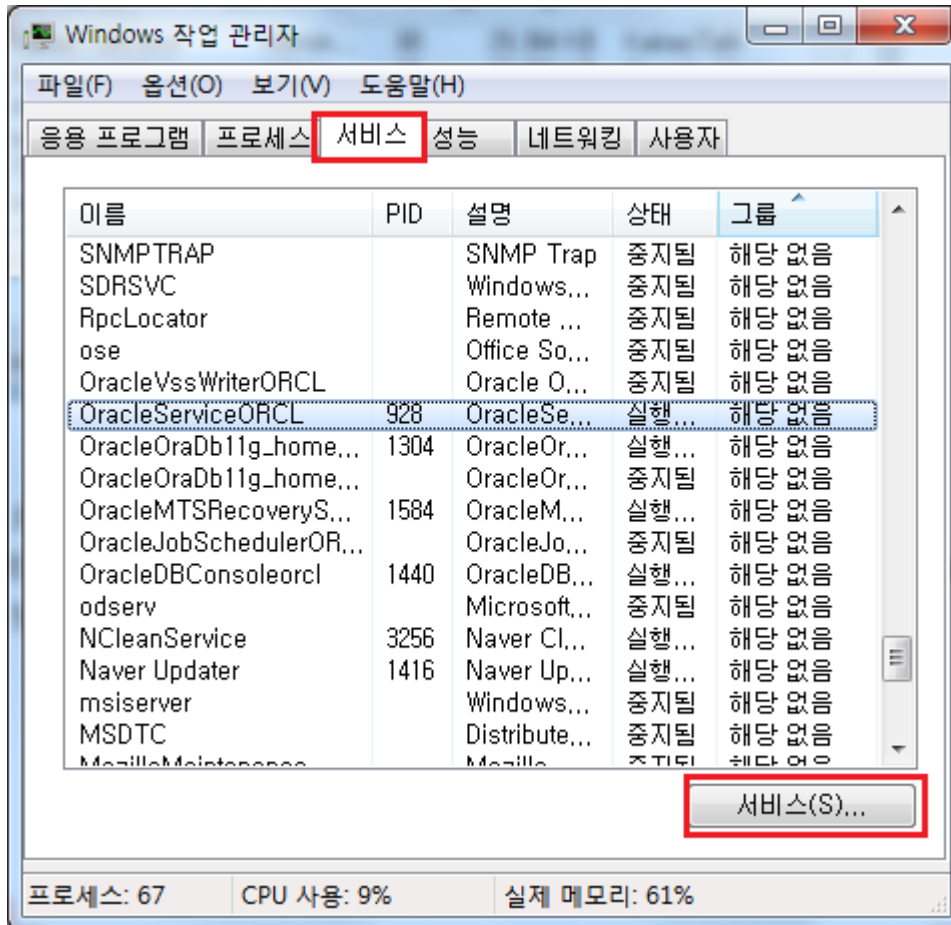 Windows 작업 관리자
파일(F) 옵션(O) 보기(V) 도움말(H)
응용 프로그램 프로세스 서비스 성능 네트워킹 사용자
이름 PID 설명 상태 그룹
SNMPTRAP SNMP Trap 중지됨 해당 없음
SDRSVC Windows... 중지됨 해당 없음
RpcLocator Remote ... 중지됨 해당 없음
ose Office So... 중지됨 해당 없음
OracleVssWriterORCL Oracle O... 중지됨 해당 없음
OracleServiceORCL 928 OracleSe... 실행... 해당 없음
OracleOraDb11g_home... 1304 OracleOr... 실행... 해당 없음
OracleOraDb11g_home... OracleOr... 중지됨 해당 없음
OracleMTSRecoveryS... 1584 OracleM... 실행... 해당 없음
OracleJobSchedulerOR... OracleJo... 중지됨 해당 없음
OracleDBConsoleorcl 1440 OracleDB... 실행... 해당 없음
odserv Microsoft... 중지됨 해당 없음
NCleanService 3256 Naver Cl... 실행... 해당 없음
Naver Updater 1416 Naver Up... 실행... 해당 없음
msiserver Windows... 중지됨 해당 없음
MSDTC Distribute... 중지됨 해당 없음
MozillaMaintenance Mozilla 중지됨 해당 없음
서비스(S)...
프로세스: 67 CPU 사용: 9% 실제 메모리: 61%